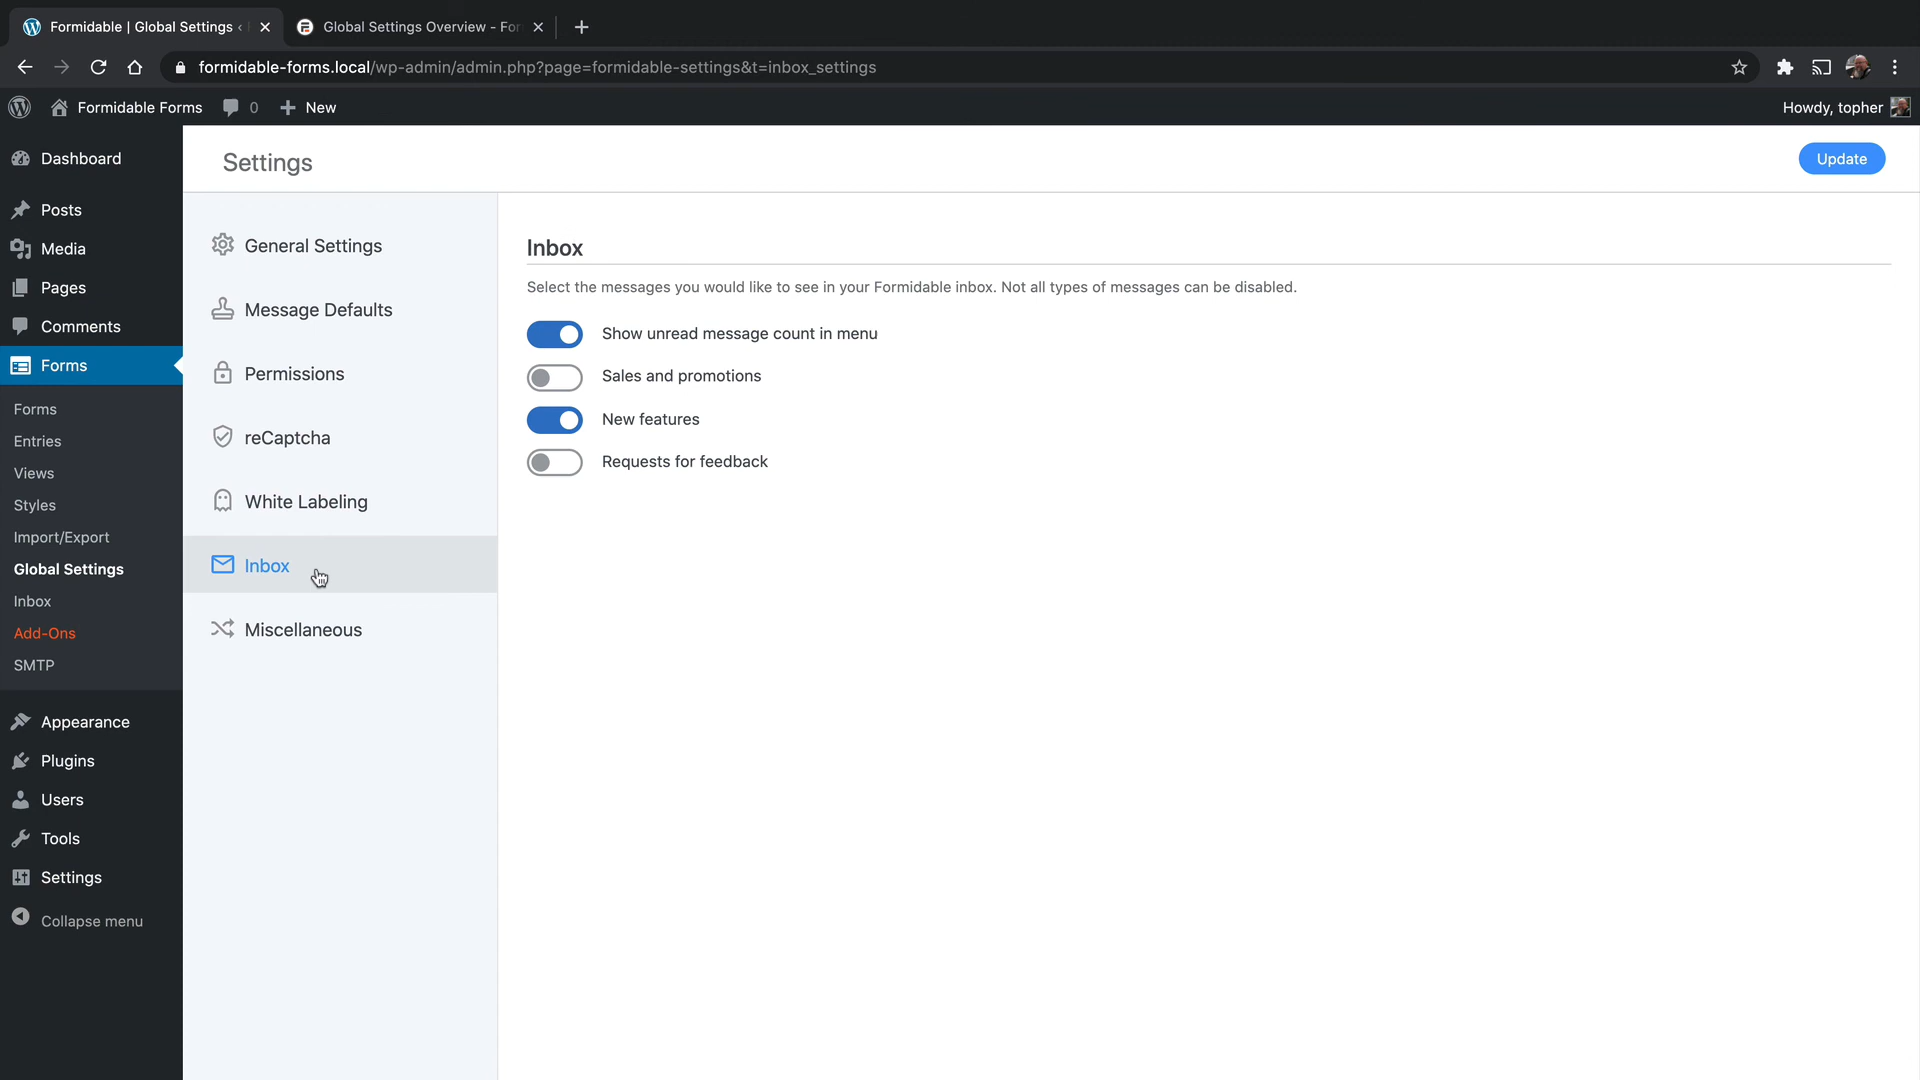 Formidable | Global Settings ‹
Global Settings Overview - For
formidable-forms.local/wp-admin/admin.php?page=formidable-settings&t=inbox_settings
Formidable Forms
0
New
Howdy, topher
Dashboard
Posts
Media
Pages
Comments
Forms
Forms
Entries
Views
Styles
Import/Export
Global Settings
Inbox
Add-Ons
SMTP
Appearance
Plugins
Users
Tools
Settings
Collapse menu
Settings
Update
General Settings
Message Defaults
Permissions
reCaptcha
White Labeling
Inbox
Miscellaneous
Inbox
Select the messages you would like to see in your Formidable inbox. Not all types of messages can be disabled.
Show unread message count in menu
Sales and promotions
New features
Requests for feedback